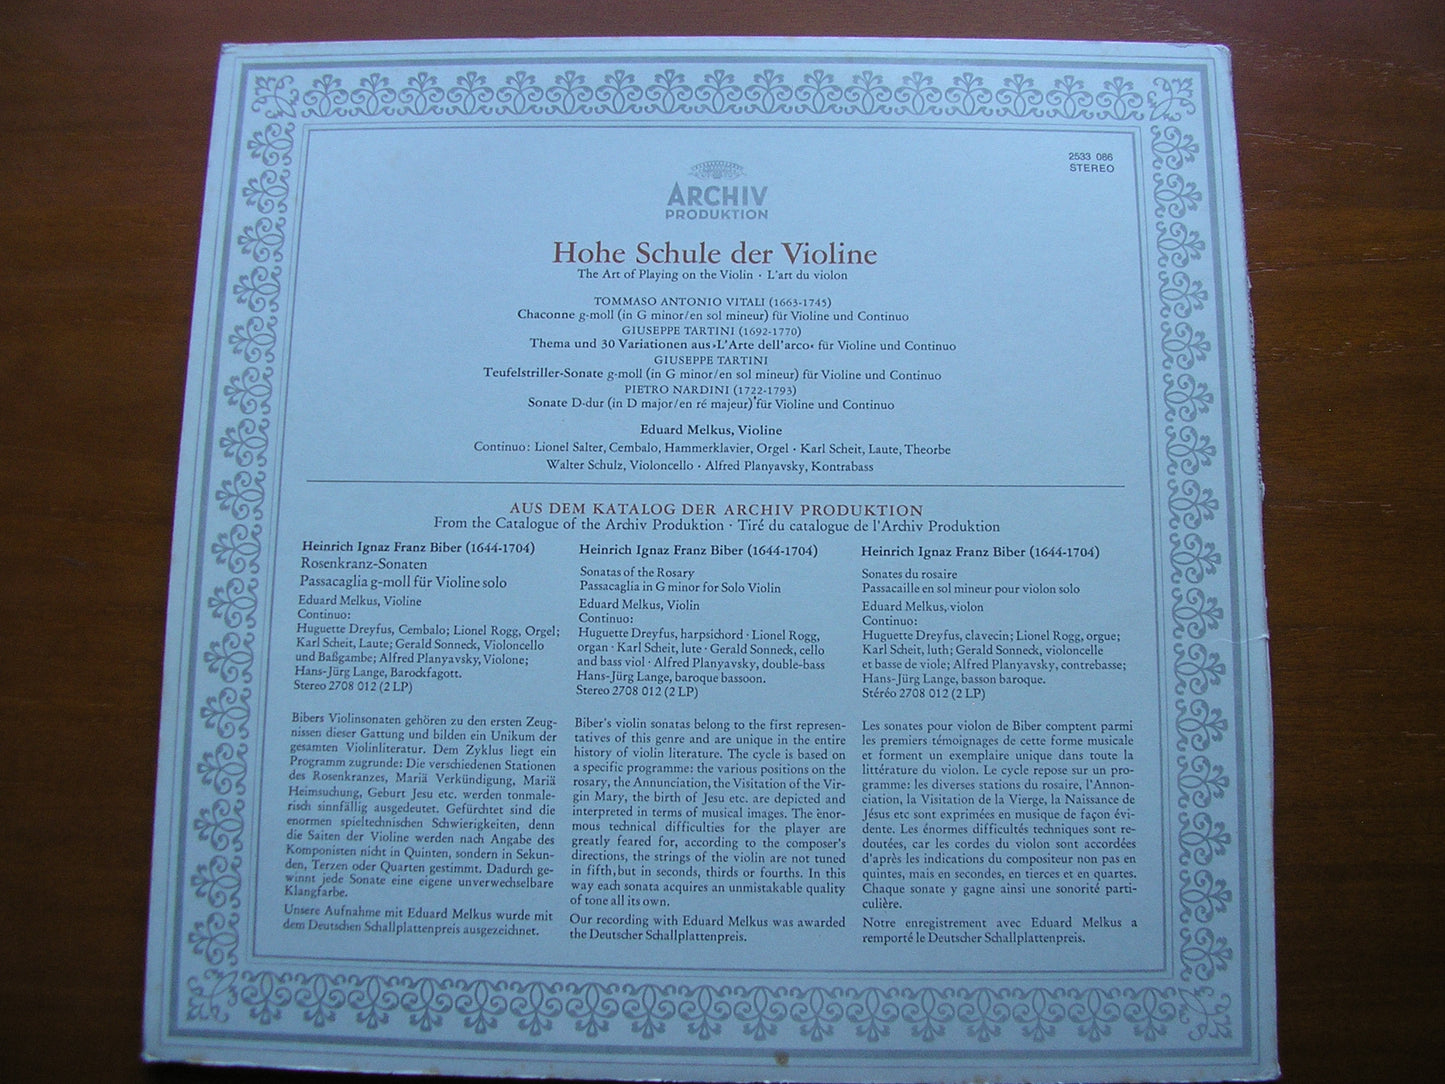 2533 086
STEREO
ARCHIV
PRODUKTION
Hohe Schule der Violine
The Art of Playing on the Violin · L'art du violon
TOMMASO ANTONIO VITALI (1663-1745)
Chaconne g-moll (in G minor/en sol mineur) für Violine und Continuo
GIUSEPPE TARTINI (1692-1770)
Thema und 30 Variationen aus »L'Arte dell'arco« für Violine und Continuo
GIUSEPPE TARTINI
Teufelstriller-Sonate g-moll (in G minor/en sol mineur) für Violine und Continuo
PIETRO NARDINI (1722-1793)
Sonate D-dur (in D major/en ré majeur) für Violine und Continuo
Eduard Melkus, Violine
Continuo: Lionel Salter, Cembalo, Hammerklavier, Orgel · Karl Scheit, Laute, Theorbe
Walter Schulz, Violoncello · Alfred Planyavsky, Kontrabass
AUS DEM KATALOG DER ARCHIV PRODUKTION
From the Catalogue of the Archiv Produktion · Tiré du catalogue de l'Archiv Produktion
Heinrich Ignaz Franz Biber (1644-1704)
Rosenkranz-Sonaten
Passacaglia g-moll für Violine solo
Eduard Melkus, Violine
Continuo:
Huguette Dreyfus, Cembalo; Lionel Rogg, Orgel;
Karl Scheit, Laute; Gerald Sonneck, Violoncello
und Baßgambe; Alfred Planyavsky, Violone;
Hans-Jürg Lange, Barockfagott.
Stereo 2708 012 (2 LP)
Bibers Violinsonaten gehören zu den ersten Zeug-
nissen dieser Gattung und bilden ein Unikum der
gesamten Violinliteratur. Dem Zyklus liegt ein
Programm zugrunde: Die verschiedenen Stationen
des Rosenkranzes, Mariä Verkündigung, Mariä
Heimsuchung, Geburt Jesu etc. werden tonmale-
risch sinnfällig ausgedeutet. Gefürchtet sind die
enormen spieltechnischen Schwierigkeiten, denn
die Saiten der Violine werden nach Angabe des
Komponisten nicht in Quinten, sondern in Sekun-
den, Terzen oder Quarten gestimmt. Dadurch ge-
winnt jede Sonate eine eigene unverwechselbare
Klangfarbe.
Unsere Aufnahme mit Eduard Melkus wurde mit
dem Deutschen Schallplattenpreis ausgezeichnet.
Heinrich Ignaz Franz Biber (1644-1704)
Sonatas of the Rosary
Passacaglia in G minor for Solo Violin
Eduard Melkus, Violin
Continuo:
Huguette Dreyfus, harpsichord · Lionel Rogg,
organ · Karl Scheit, lute · Gerald Sonneck, cello
and bass viol · Alfred Planyavsky, double-bass
Hans-Jürg Lange, baroque bassoon.
Stereo 2708 012 (2 LP)
Biber's violin sonatas belong to the first represen-
tatives of this genre and are unique in the entire
history of violin literature. The cycle is based on
a specific programme: the various positions on the
rosary, the Annunciation, the Visitation of the Vir-
gin Mary, the birth of Jesu etc. are depicted and
interpreted in terms of musical images. The enor-
mous technical difficulties for the player are
greatly feared for, according to the composer's
directions, the strings of the violin are not tuned
in fifth, but in seconds, thirds or fourths. In this
way each sonata acquires an unmistakable quality
of tone all its own.
Our recording with Eduard Melkus was awarded
the Deutscher Schallplattenpreis.
Heinrich Ignaz Franz Biber (1644-1704)
Sonates du rosaire
Passacaille en sol mineur pour violon solo
Eduard Melkus, violon
Continuo:
Huguette Dreyfus, clavecin; Lionel Rogg, orgue;
Karl Scheit, luth; Gerald Sonneck, violoncelle
et basse de viole; Alfred Planyavsky, contrebasse;
Hans-Jürg Lange, basson baroque.
Stéréo 2708 012 (2 LP)
Les sonates pour violon de Biber comptent parmi
les premiers témoignages de cette forme musicale
et forment un exemplaire unique dans toute la
littérature du violon. Le cycle repose sur un pro-
gramme: les diverses stations du rosaire, l'Annon-
ciation, la Visitation de la Vierge, la Naissance de
Jésus etc sont exprimées en musique de façon évi-
dente. Les énormes difficultés techniques sont re-
doutées, car les cordes du violon sont accordées
d'après les indications du compositeur non pas en
quintes, mais en secondes, en tierces et en quartes.
Chaque sonate y gagne ainsi une sonorité parti-
culière.
Notre enregistrement avec Eduard Melkus a
remporté le Deutscher Schallplattenpreis.